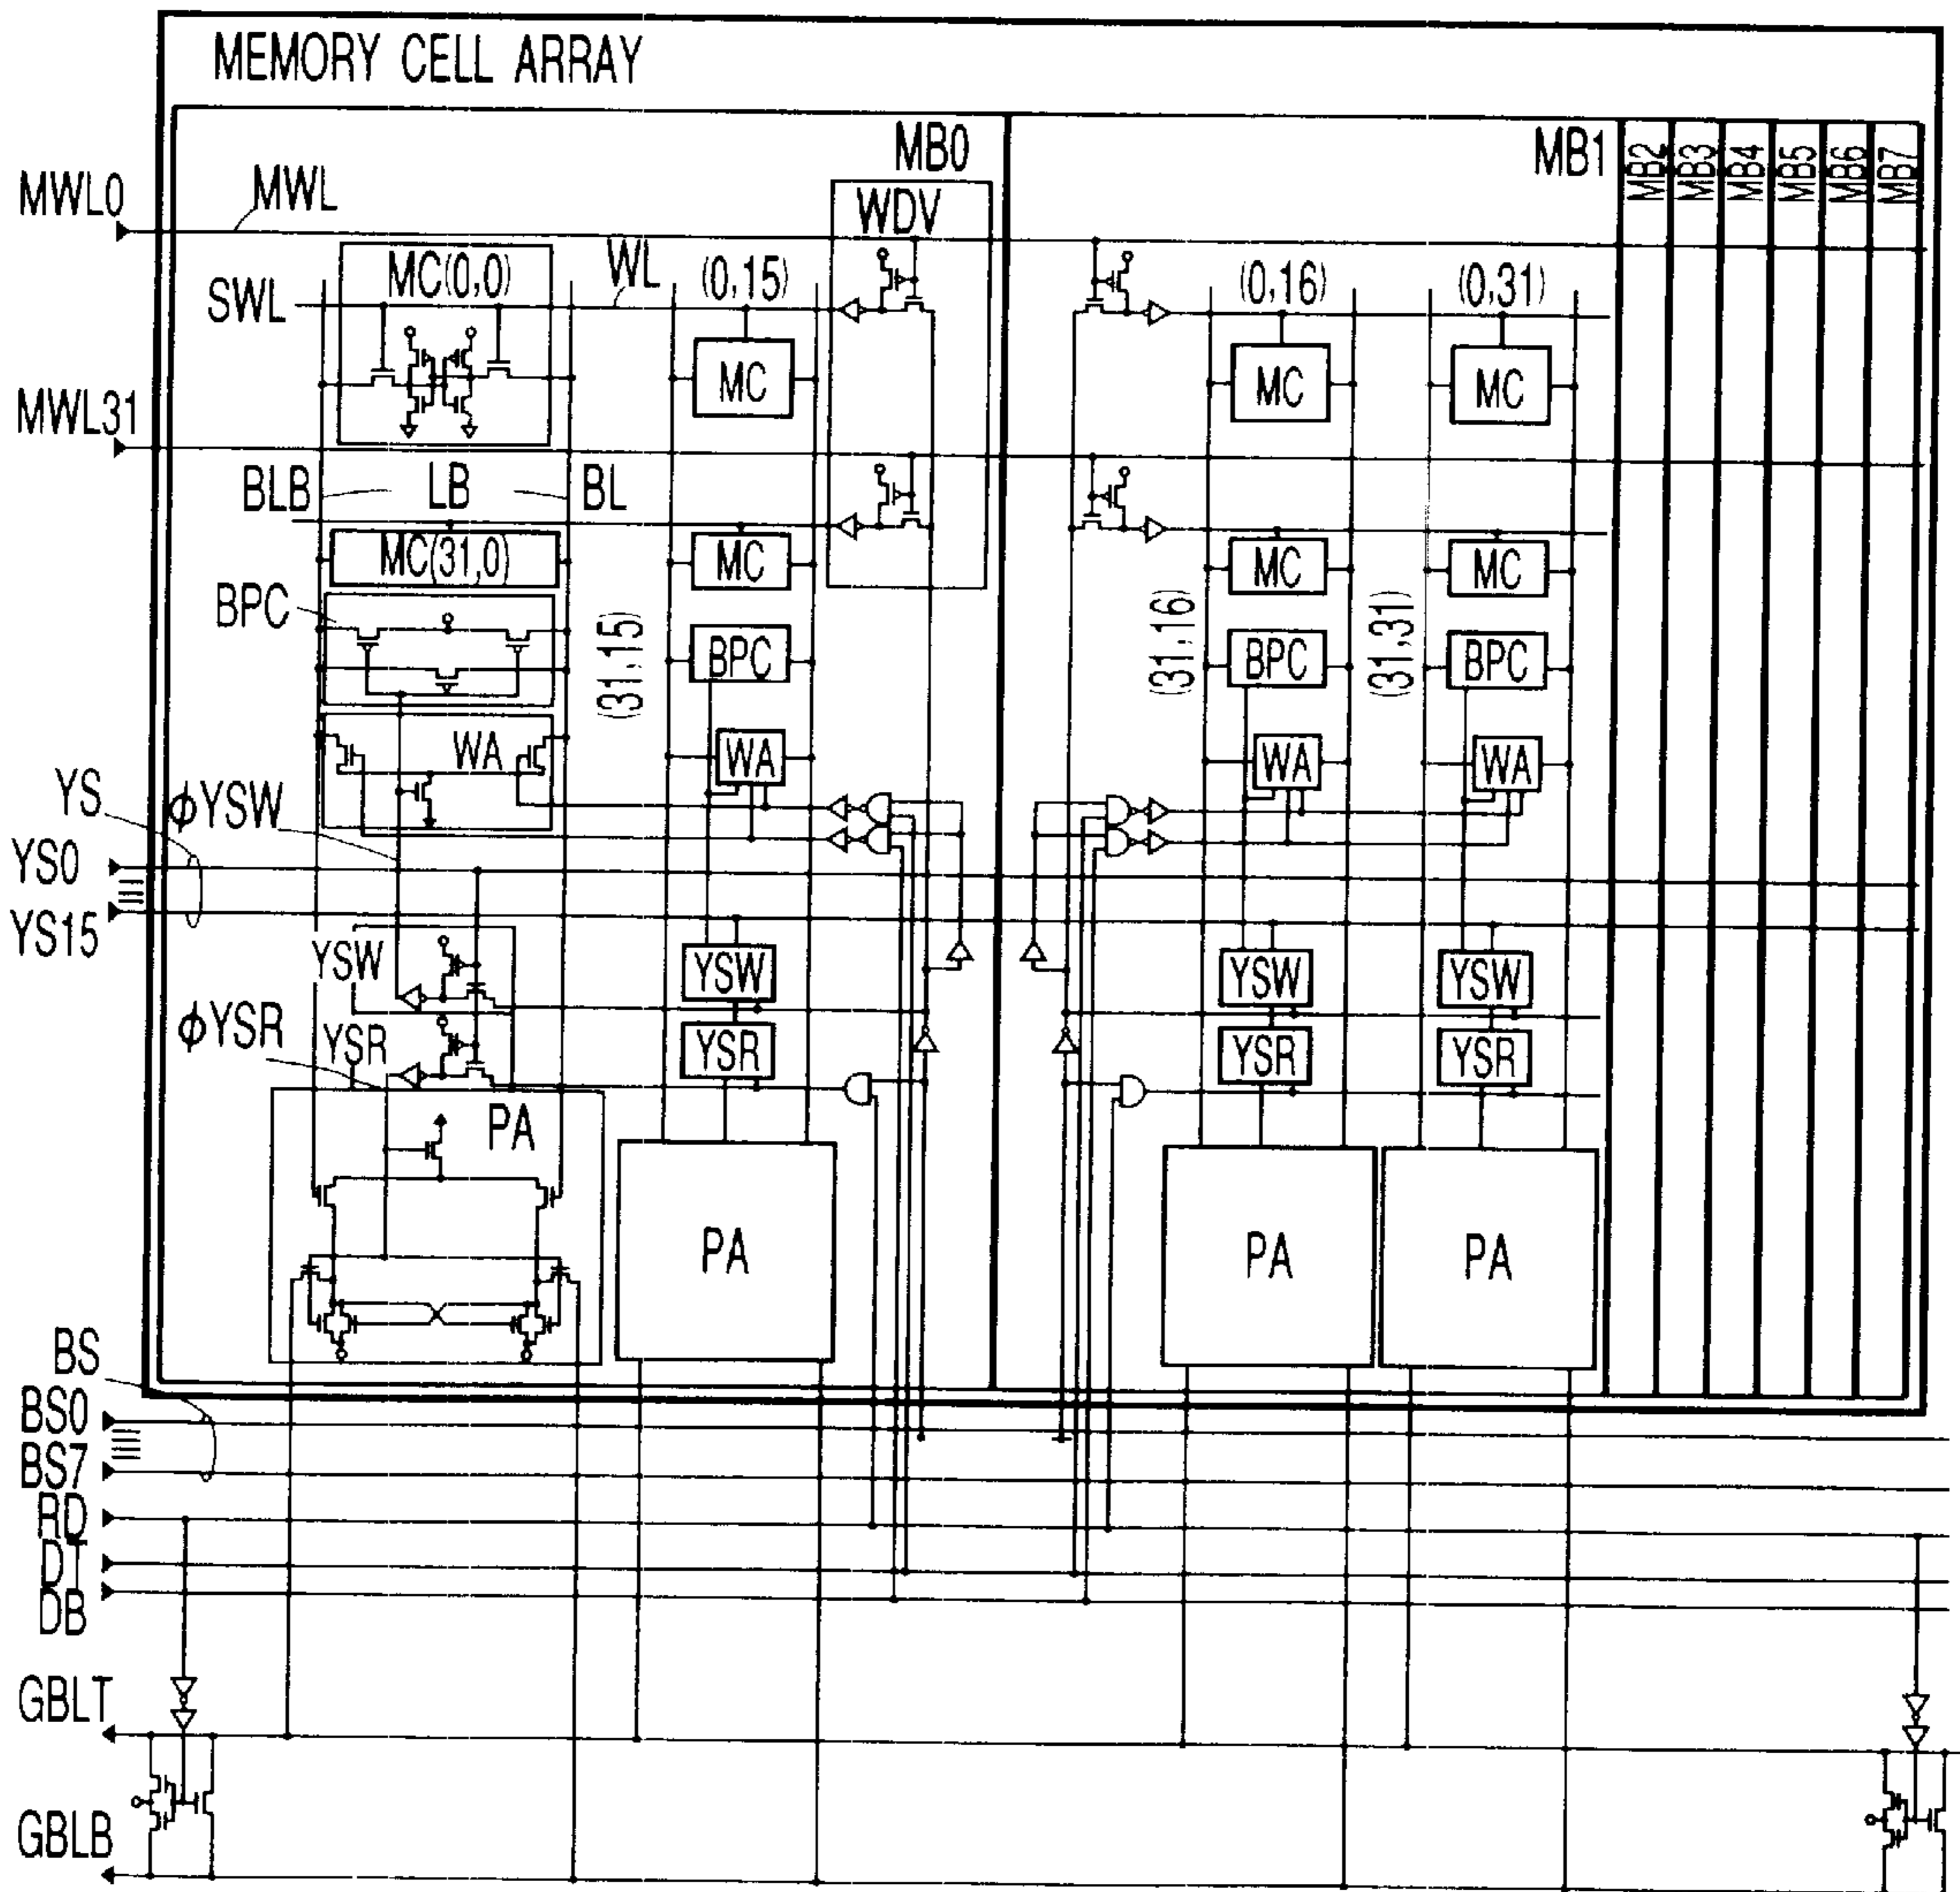 MEMORY CELL ARRAY
MB0
MB1
MB2
MB3
MB4
MB5
MB6
MB7
MWL0
MWL
WDV
MC(0,0)
WL
(0,15)
(0,16)
(0,31)
SWL
MC
MC
MC
MWL31
BLB
LB
BL
MC(31,0)
MC
MC
MC
BPC
(31,15)
BPC
(31,16)
BPC
(31,31)
BPC
WA
WA
WA
WA
YS
ϕYSW
YS0
YS15
YSW
YSW
YSW
YSW
ϕYSR
YSR
YSR
YSR
YSR
PA
PA
PA
PA
BS
BS0
BS7
RD
DT
DB
GBLT
GBLB